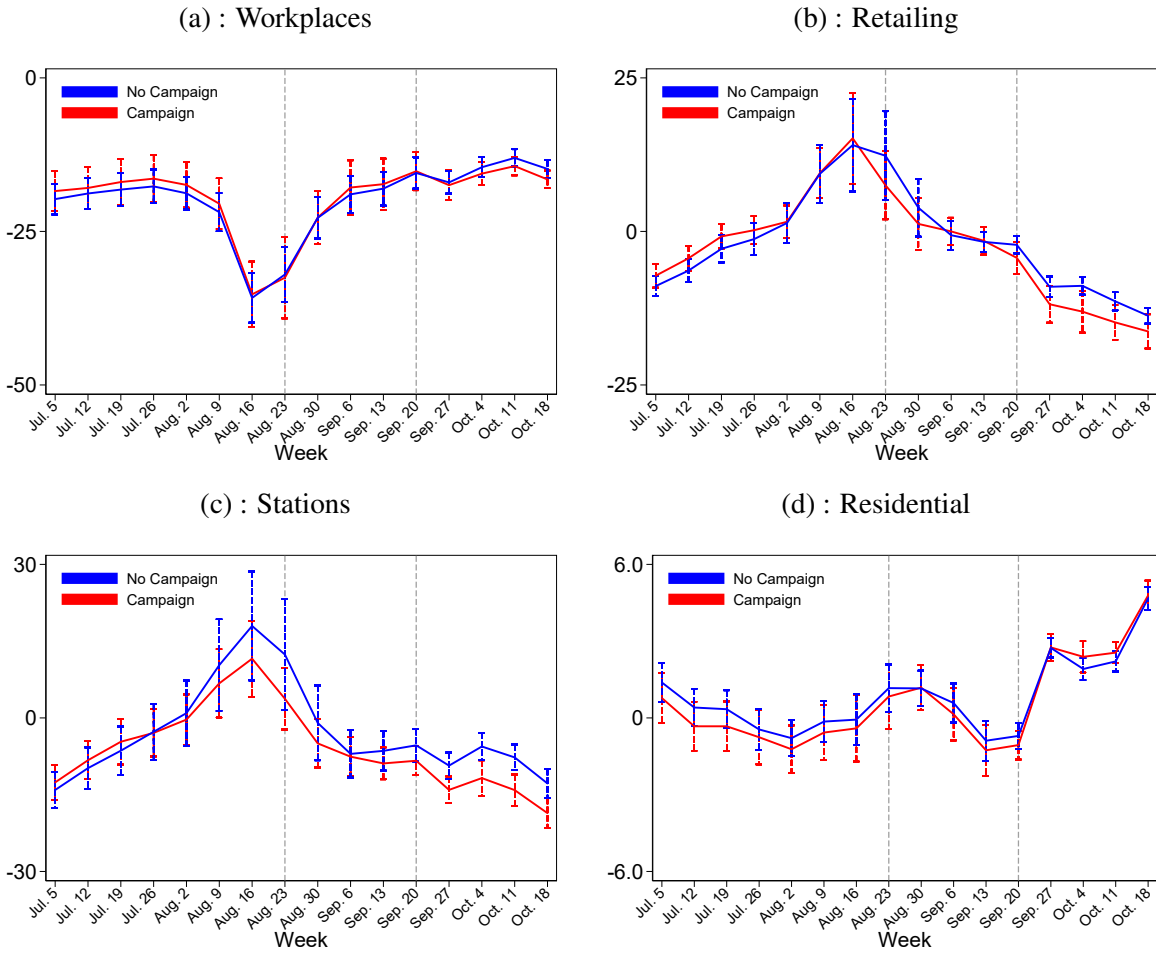 (a) : Workplaces
0
-25
-50
No Campaign
Campaign
Jul. 5
Jul. 12
Jul. 19
Jul. 26
Aug. 2
Aug. 9
Aug. 16
Aug. 23
Aug. 30
Sep. 6
Sep. 13
Sep. 20
Sep. 27
Oct. 4
Oct. 11
Oct. 18
Week
(b) : Retailing
25
0
-25
No Campaign
Campaign
Jul. 5
Jul. 12
Jul. 19
Jul. 26
Aug. 2
Aug. 9
Aug. 16
Aug. 23
Aug. 30
Sep. 6
Sep. 13
Sep. 20
Sep. 27
Oct. 4
Oct. 11
Oct. 18
Week
(c) : Stations
30
0
-30
No Campaign
Campaign
Jul. 5
Jul. 12
Jul. 19
Jul. 26
Aug. 2
Aug. 9
Aug. 16
Aug. 23
Aug. 30
Sep. 6
Sep. 13
Sep. 20
Sep. 27
Oct. 4
Oct. 11
Oct. 18
Week
(d) : Residential
6.0
0
-6.0
No Campaign
Campaign
Jul. 5
Jul. 12
Jul. 19
Jul. 26
Aug. 2
Aug. 9
Aug. 16
Aug. 23
Aug. 30
Sep. 6
Sep. 13
Sep. 20
Sep. 27
Oct. 4
Oct. 11
Oct. 18
Week